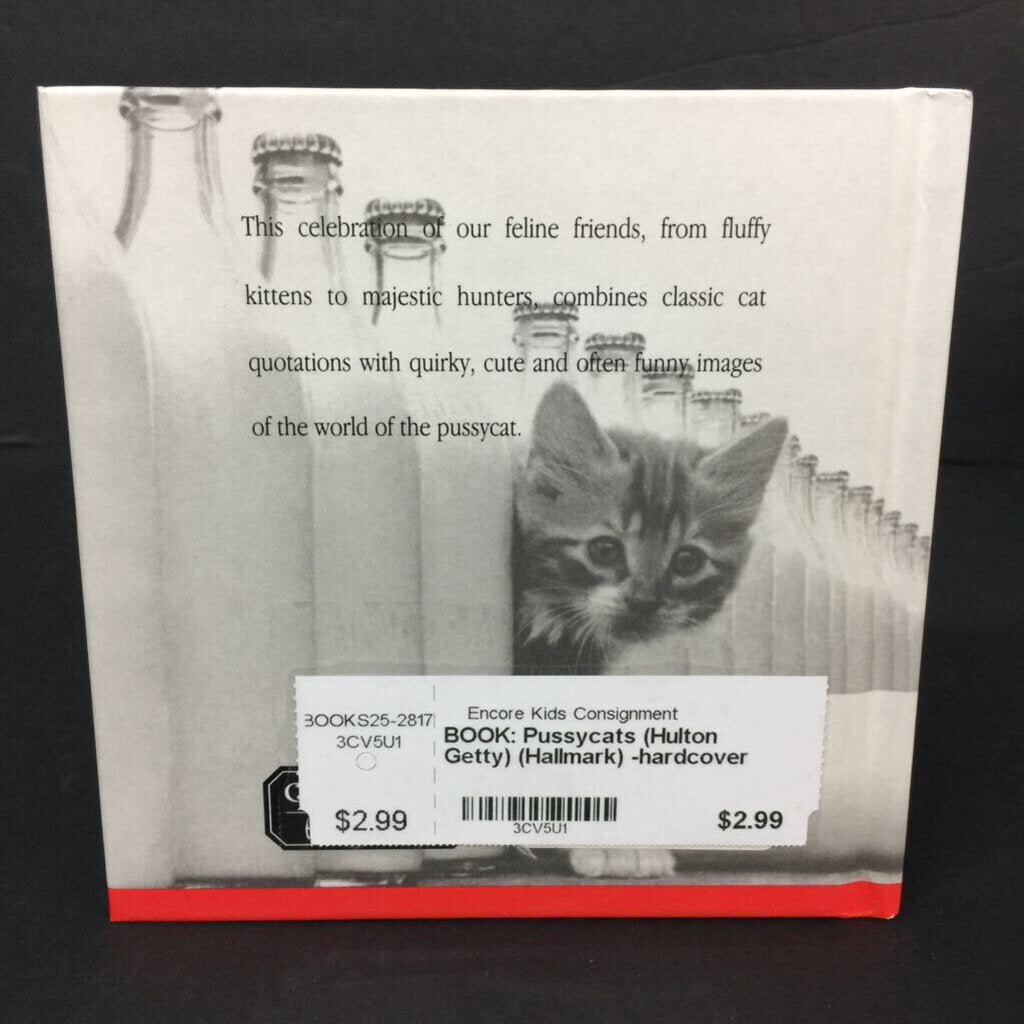 This celebration of our feline friends, from fluffy
kittens to majestic hunters, combines classic cat
quotations with quirky, cute and often funny images
of the world of the pussycat.
BOOKS25-2817
3CV5U1
$2.99
Encore Kids Consignment
BOOK: Pussycats (Hulton
Getty) (Hallmark) -hardcover
3CV5U1
$2.99